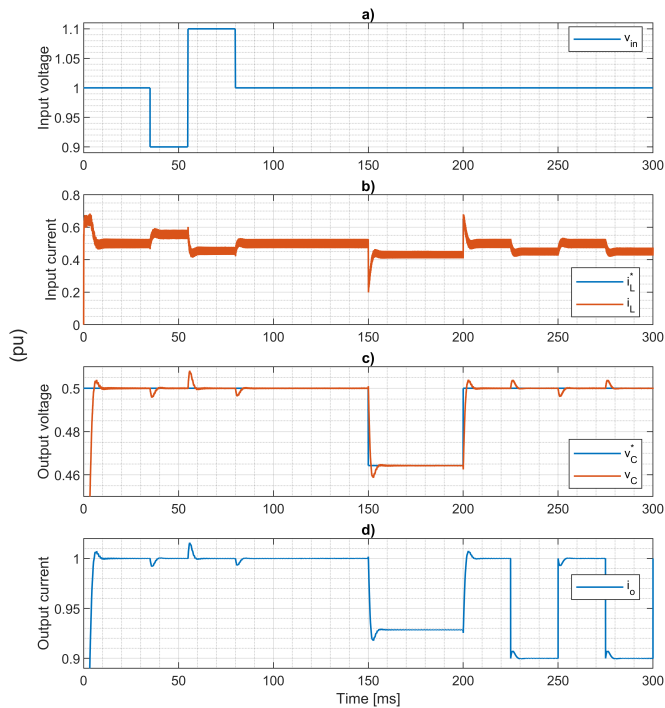 a)
1.1
1.05
1
0.95
0.9
Input voltage
v_in
0 50 100 150 200 250 300
b)
0.8
0.6
0.4
0.2
0
Input current
i_L^*
i_L
0 50 100 150 200 250 300
(pu)
c)
0.5
0.48
0.46
Output voltage
v_C^*
v_C
0 50 100 150 200 250 300
d)
1
0.95
0.9
Output current
i_o
0 50 100 150 200 250 300
Time [ms]